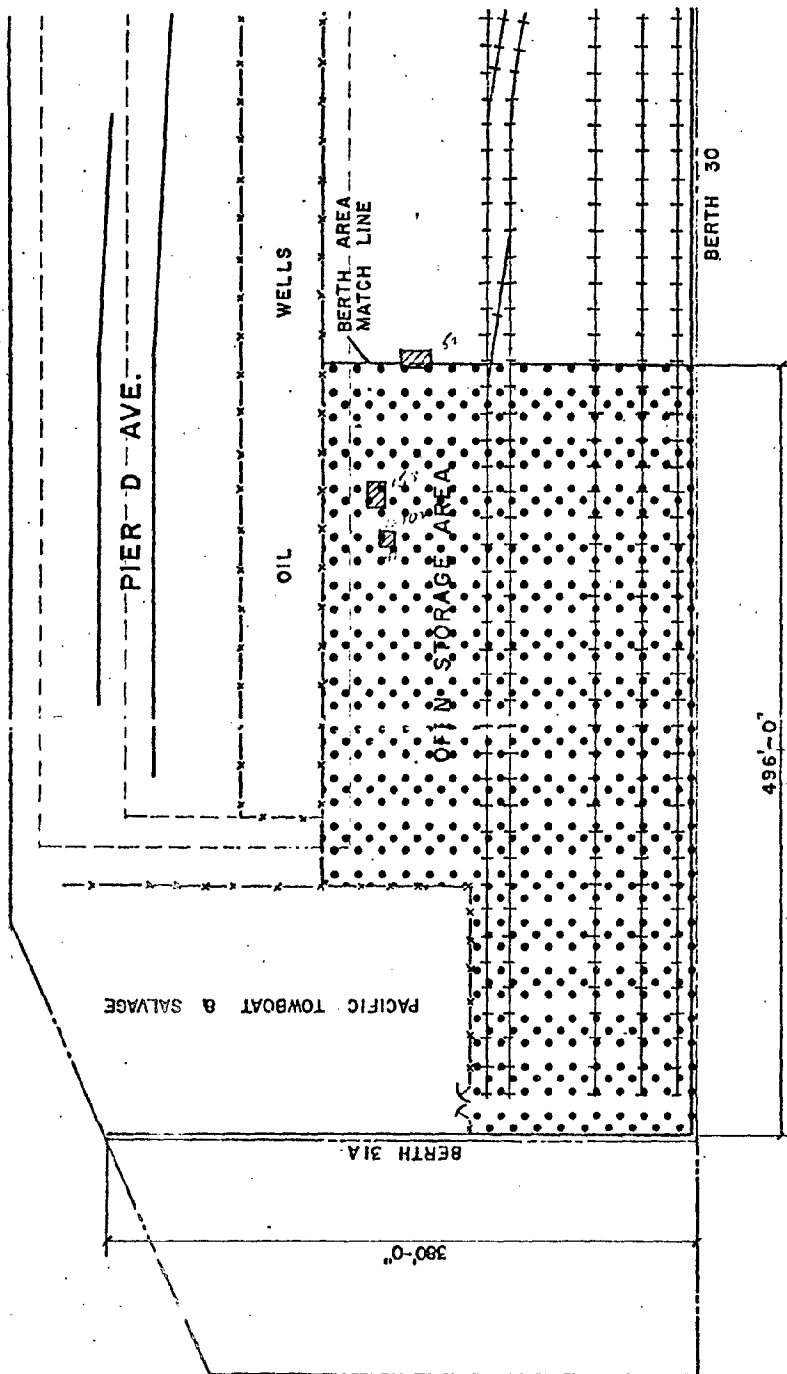 PIER D AVE.
OIL WELLS
BERTH AREA
MATCH LINE
STORAGE AREA
BERTH 30
PACIFIC TOWBOAT & SALVAGE
BERTH 31A
380'-0"
496'-0"